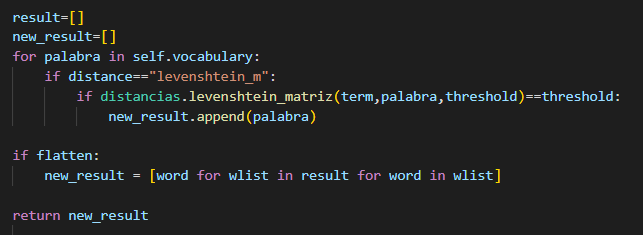 result=[]
new_result=[]
for palabra in self.vocabulary:
    if distance=="levenshtein_m":
        if distancias.levenshtein_matriz(term,palabra,threshold)==threshold:
            new_result.append(palabra)

if flatten:
    new_result = [word for wlist in result for word in wlist]

return new_result